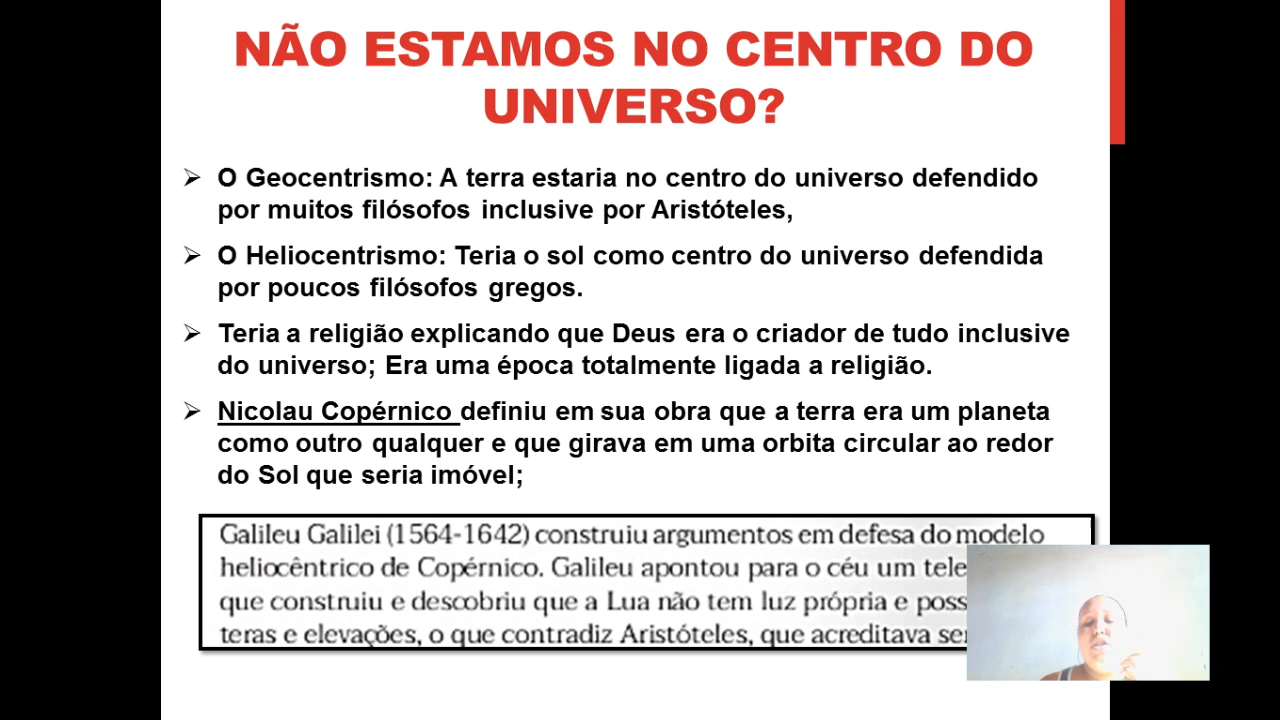 NÃO ESTAMOS NO CENTRO DO
UNIVERSO?
➢ O Geocentrismo: A terra estaria no centro do universo defendido
por muitos filósofos inclusive por Aristóteles,
➢ O Heliocentrismo: Teria o sol como centro do universo defendida
por poucos filósofos gregos.
➢ Teria a religião explicando que Deus era o criador de tudo inclusive
do universo; Era uma época totalmente ligada a religião.
➢ Nicolau Copérnico definiu em sua obra que a terra era um planeta
como outro qualquer e que girava em uma orbita circular ao redor
do Sol que seria imóvel;
Galileu Galilei (1564-1642) construiu argumentos em defesa do modelo
heliocêntrico de Copérnico. Galileu apontou para o céu um
que construiu e descobriu que a Lua não tem luz própria e
teras e elevações, o que contradiz Aristóteles, que acreditava